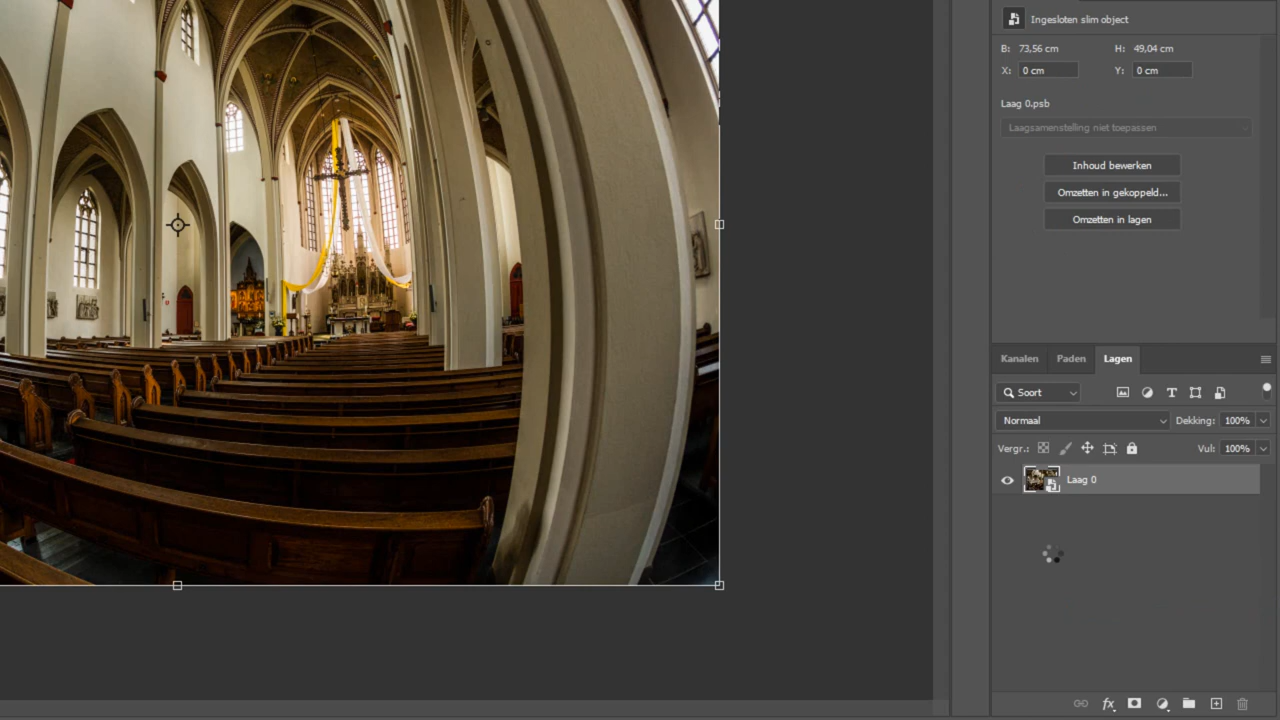 Ingesloten slim object
B: 73,56 cm H: 49,04 cm
X: 0 cm Y: 0 cm
Laag 0.psb
Laagsamenstelling niet toepassen
Inhoud bewerken
Omzetten in gekoppeld...
Omzetten in lagen
Kanalen Paden Lagen
Soort
Normaal Dekking: 100%
Vergr.: Vul: 100%
Laag 0
fx